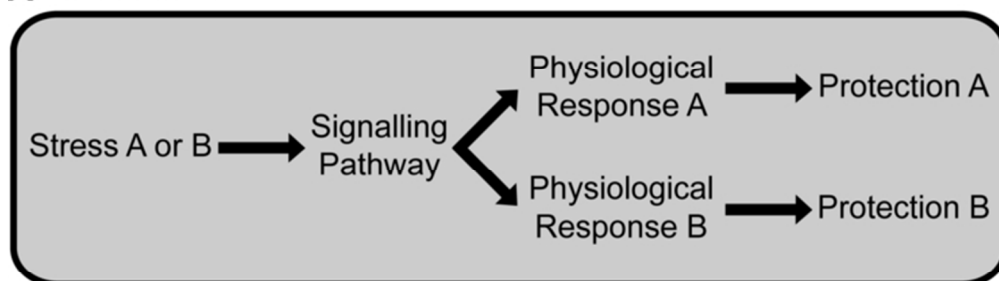 Stress A or B
Signalling
Pathway
Physiological
Response A
Protection A
Physiological
Response B
Protection B